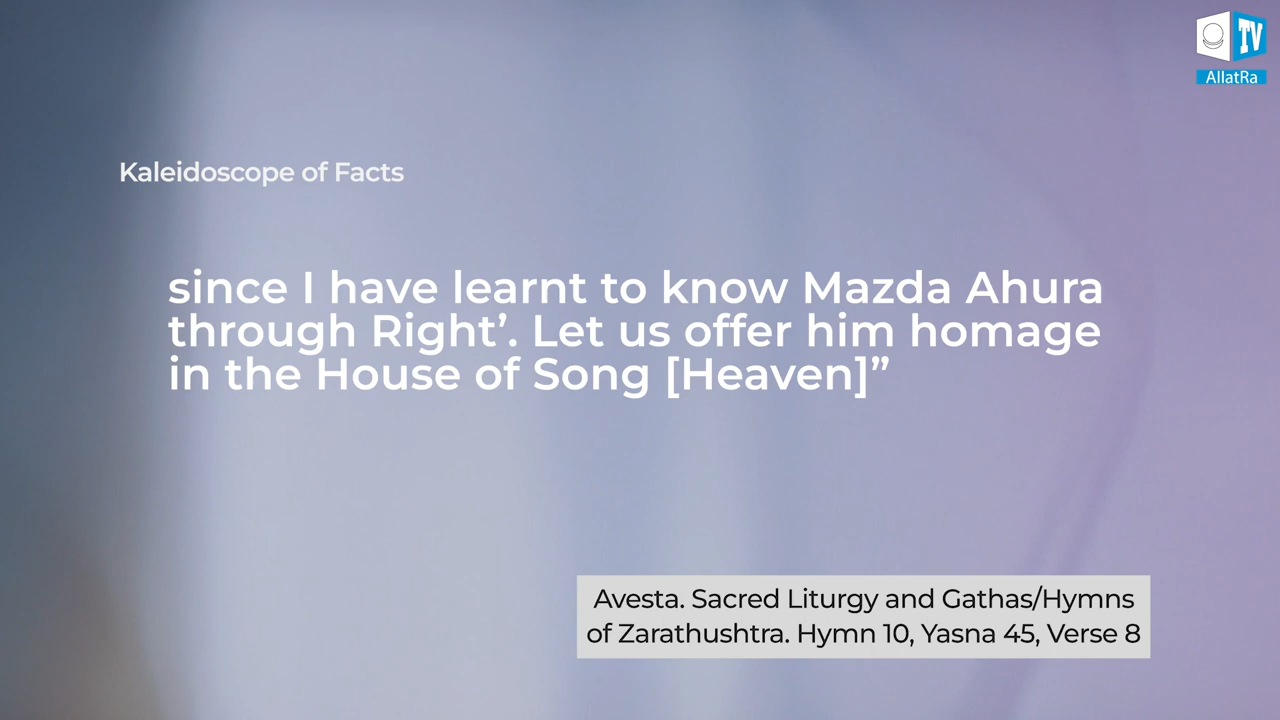 TV
AllatRa
Kaleidoscope of Facts
since I have learnt to know Mazda Ahura
through Right’. Let us offer him homage
in the House of Song [Heaven]”
Avesta. Sacred Liturgy and Gathas/Hymns
of Zarathushtra. Hymn 10, Yasna 45, Verse 8